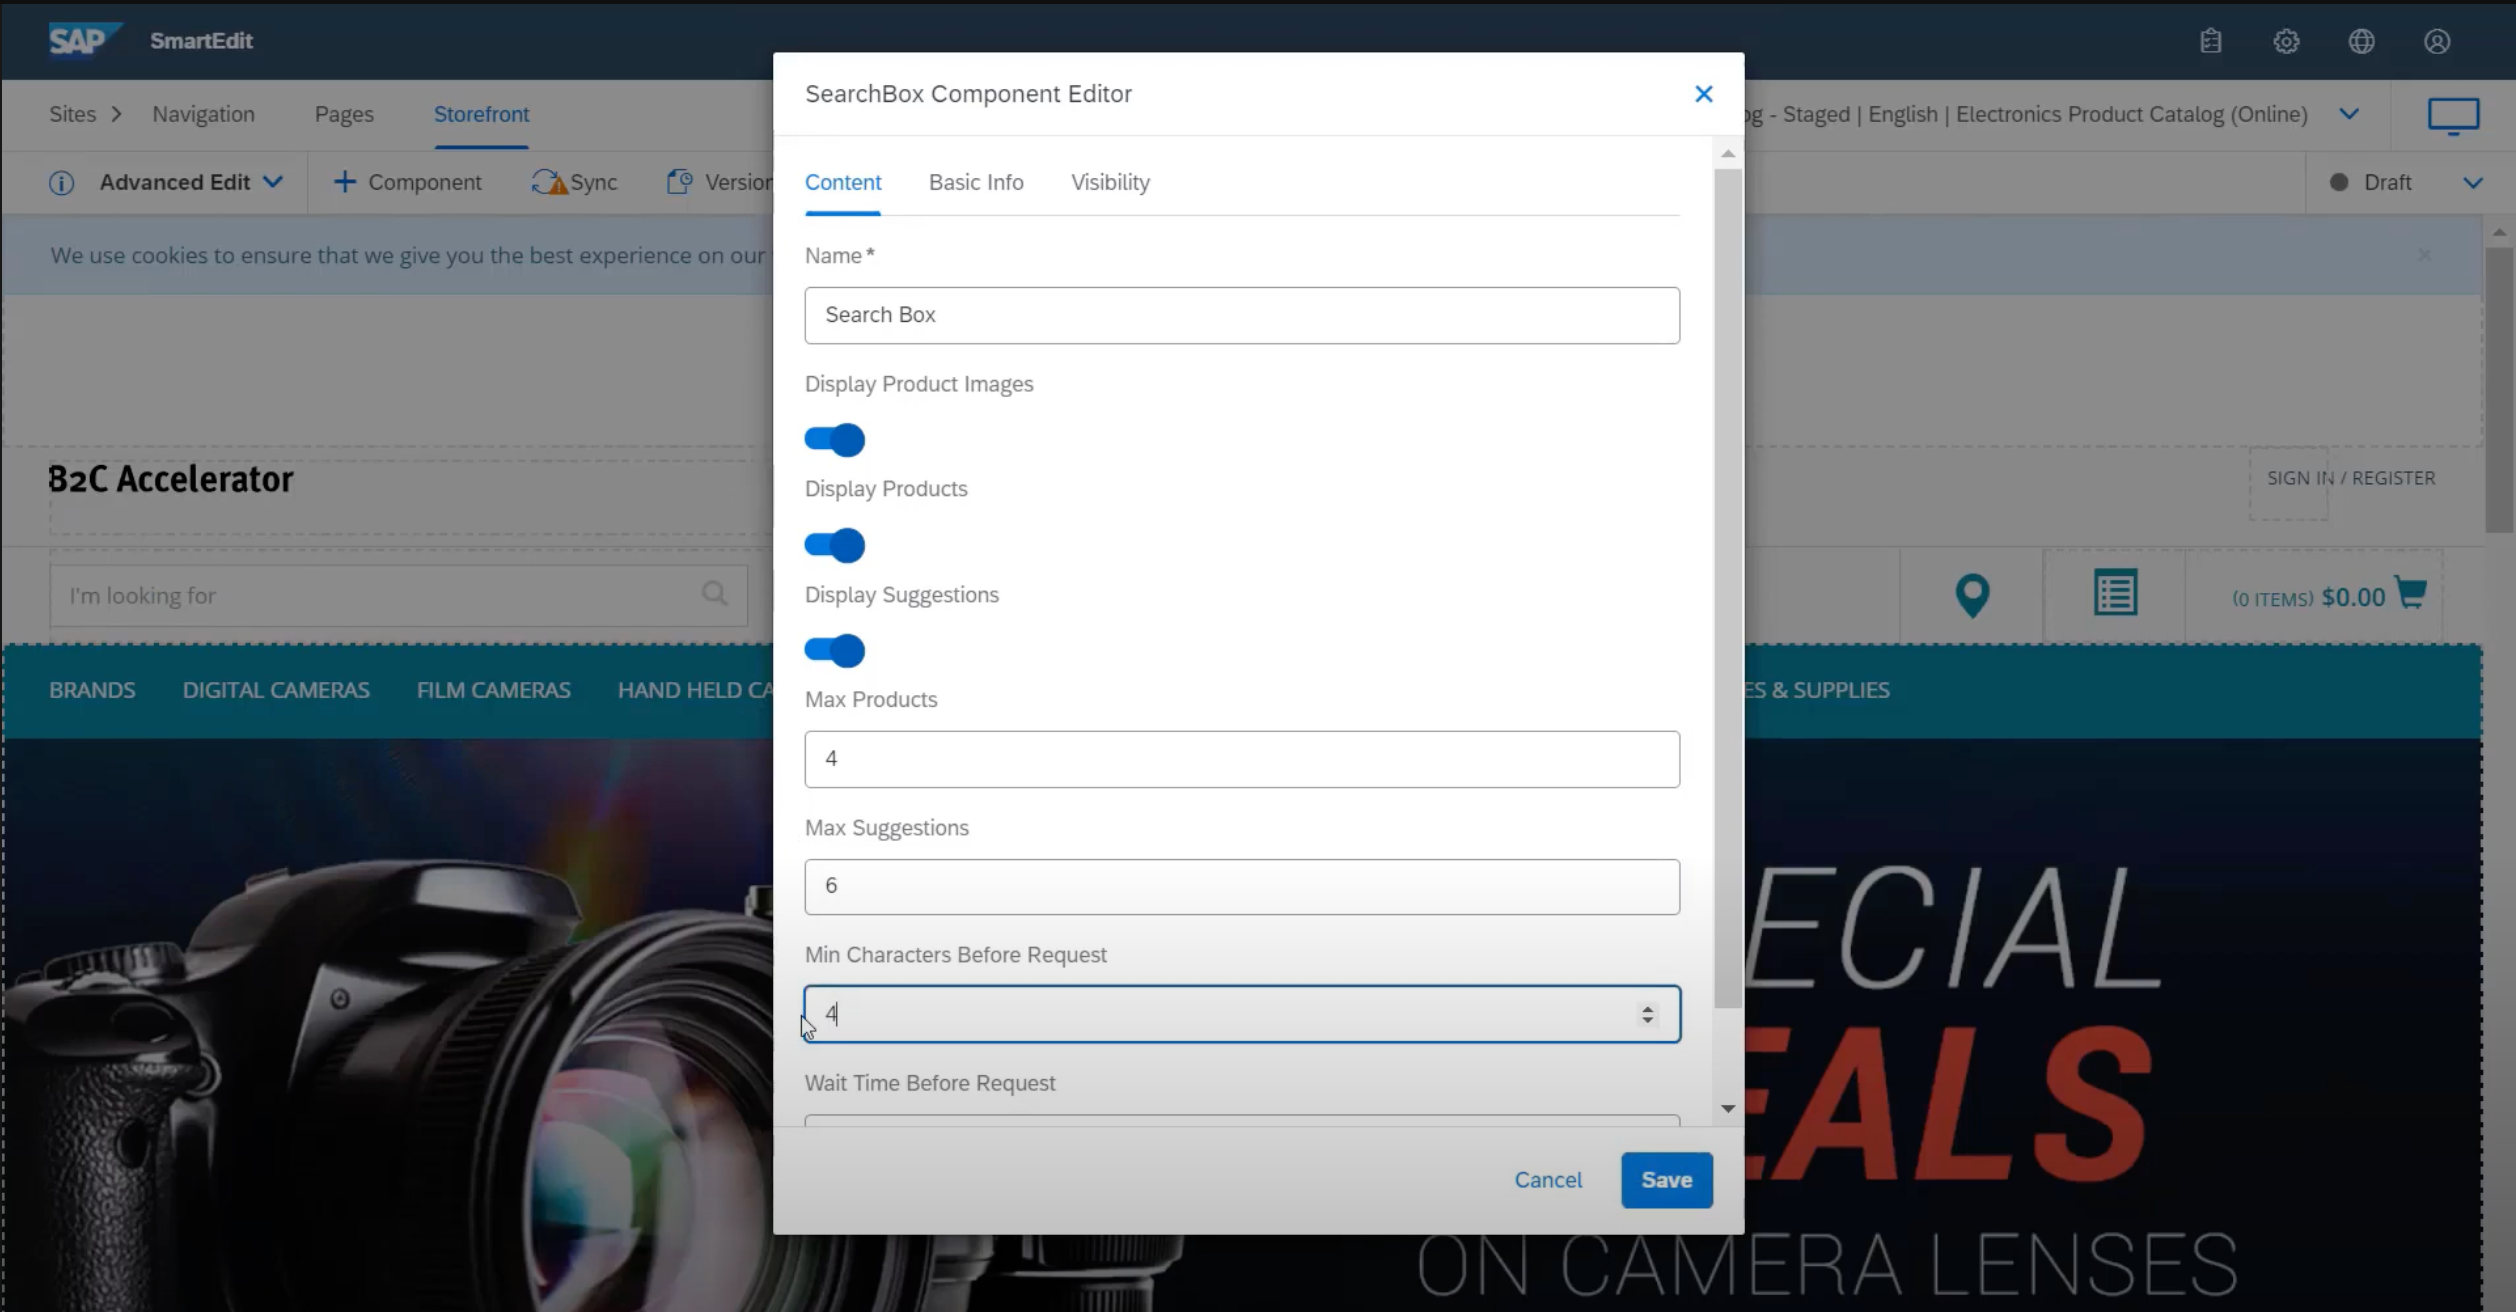 SAP SmartEdit
Sites Navigation Pages Storefront
- Staged | English | Electronics Product Catalog (Online)
Advanced Edit Component Sync
Draft
We use cookies to ensure that we give you the best experience on our
B2C Accelerator
SIGN IN / REGISTER
I'm looking for
(0 ITEMS) $0.00
BRANDS DIGITAL CAMERAS FILM CAMERAS HAND HELD
& SUPPLIES
SearchBox Component Editor
Content Basic Info Visibility
Name*
Search Box
Display Product Images
Display Products
Display Suggestions
Max Products
4
Max Suggestions
6
Min Characters Before Request
4
Wait Time Before Request
Cancel Save
ECIAL
EALS
ON CAMERA LENSES